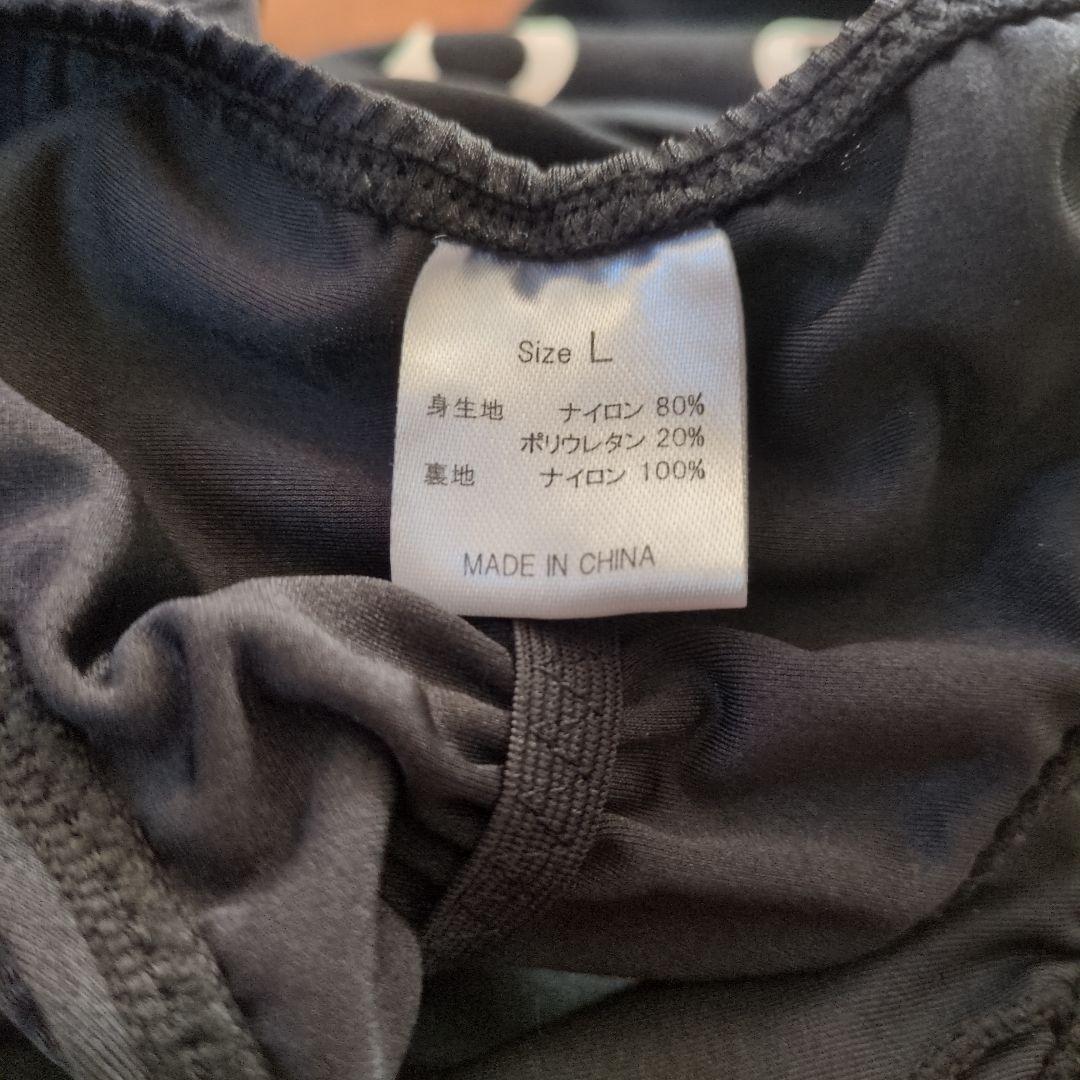 Size L
身生地 ナイロン 80%
ポリウレタン 20%
裏地 ナイロン 100%
MADE IN CHINA